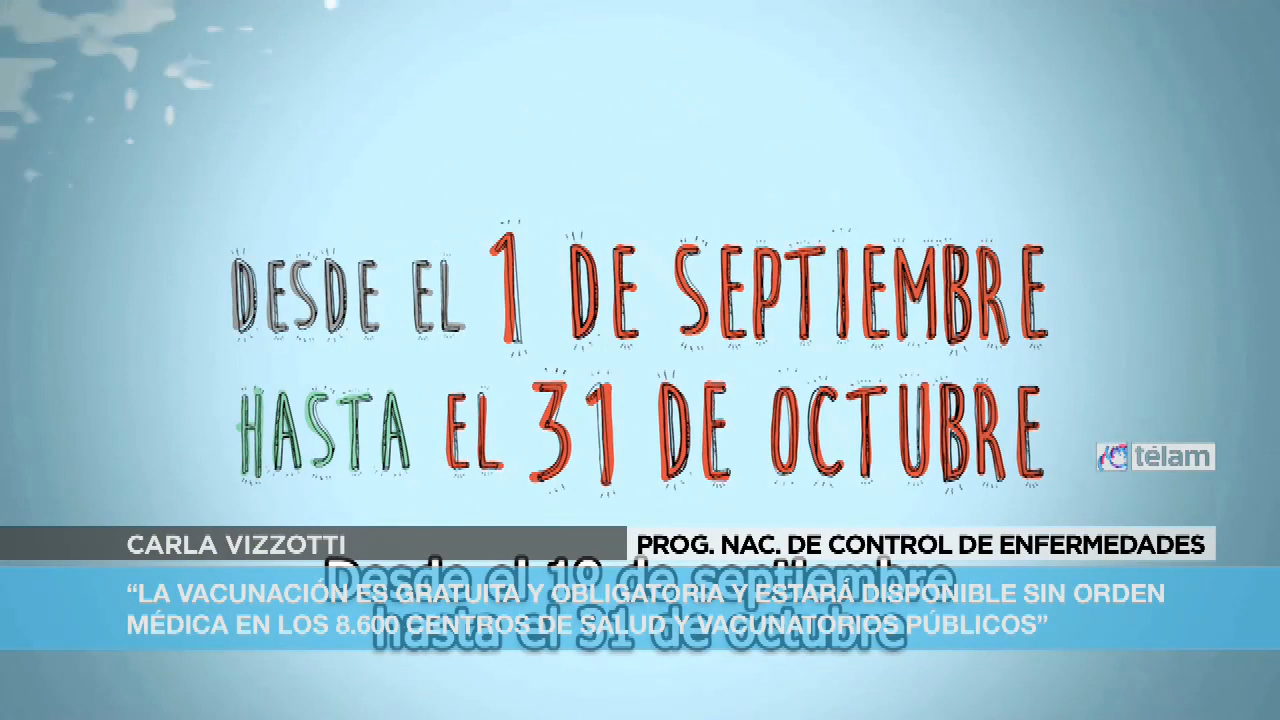 DESDE EL 1 DE SEPTIEMBRE
HASTA EL 31 DE OCTUBRE
télam
CARLA VIZZOTTI
PROG. NAC. DE CONTROL DE ENFERMEDADES
Desde el 1º de septiembre
hasta el 31 de octubre
“LA VACUNACIÓN ES GRATUITA Y OBLIGATORIA Y ESTARÁ DISPONIBLE SIN ORDEN
MÉDICA EN LOS 8.600 CENTROS DE SALUD Y VACUNATORIOS PÚBLICOS”